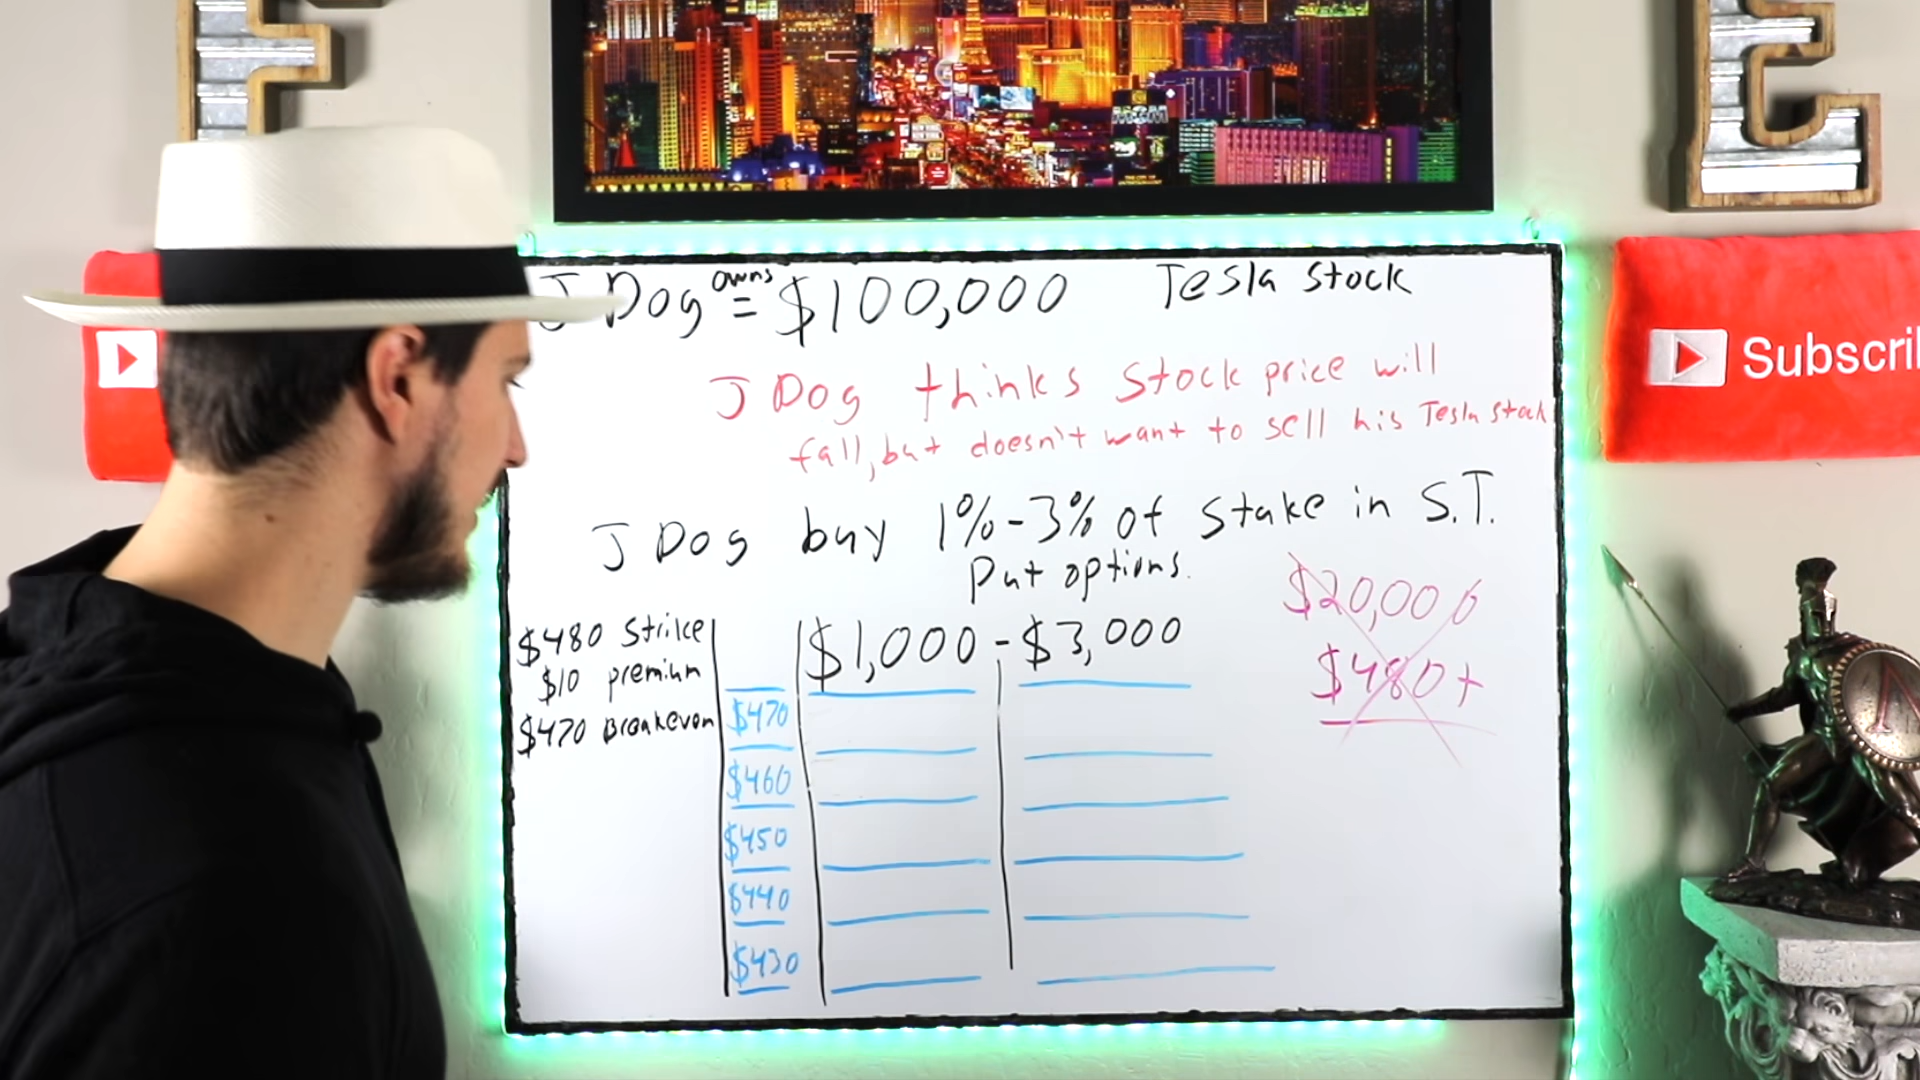 J Dog owns = $100,000 Tesla Stock
J Dog thinks stock price will
fall, but doesn't want to sell his Tesla stock
J Dog buy 1%-3% of stake in S.T.
Put options.
$20,000
$480+
$480 Strike
$10 premium
$470 Breakeven
$1,000 - $3,000
$470
$460
$450
$440
$430
Subscri
E